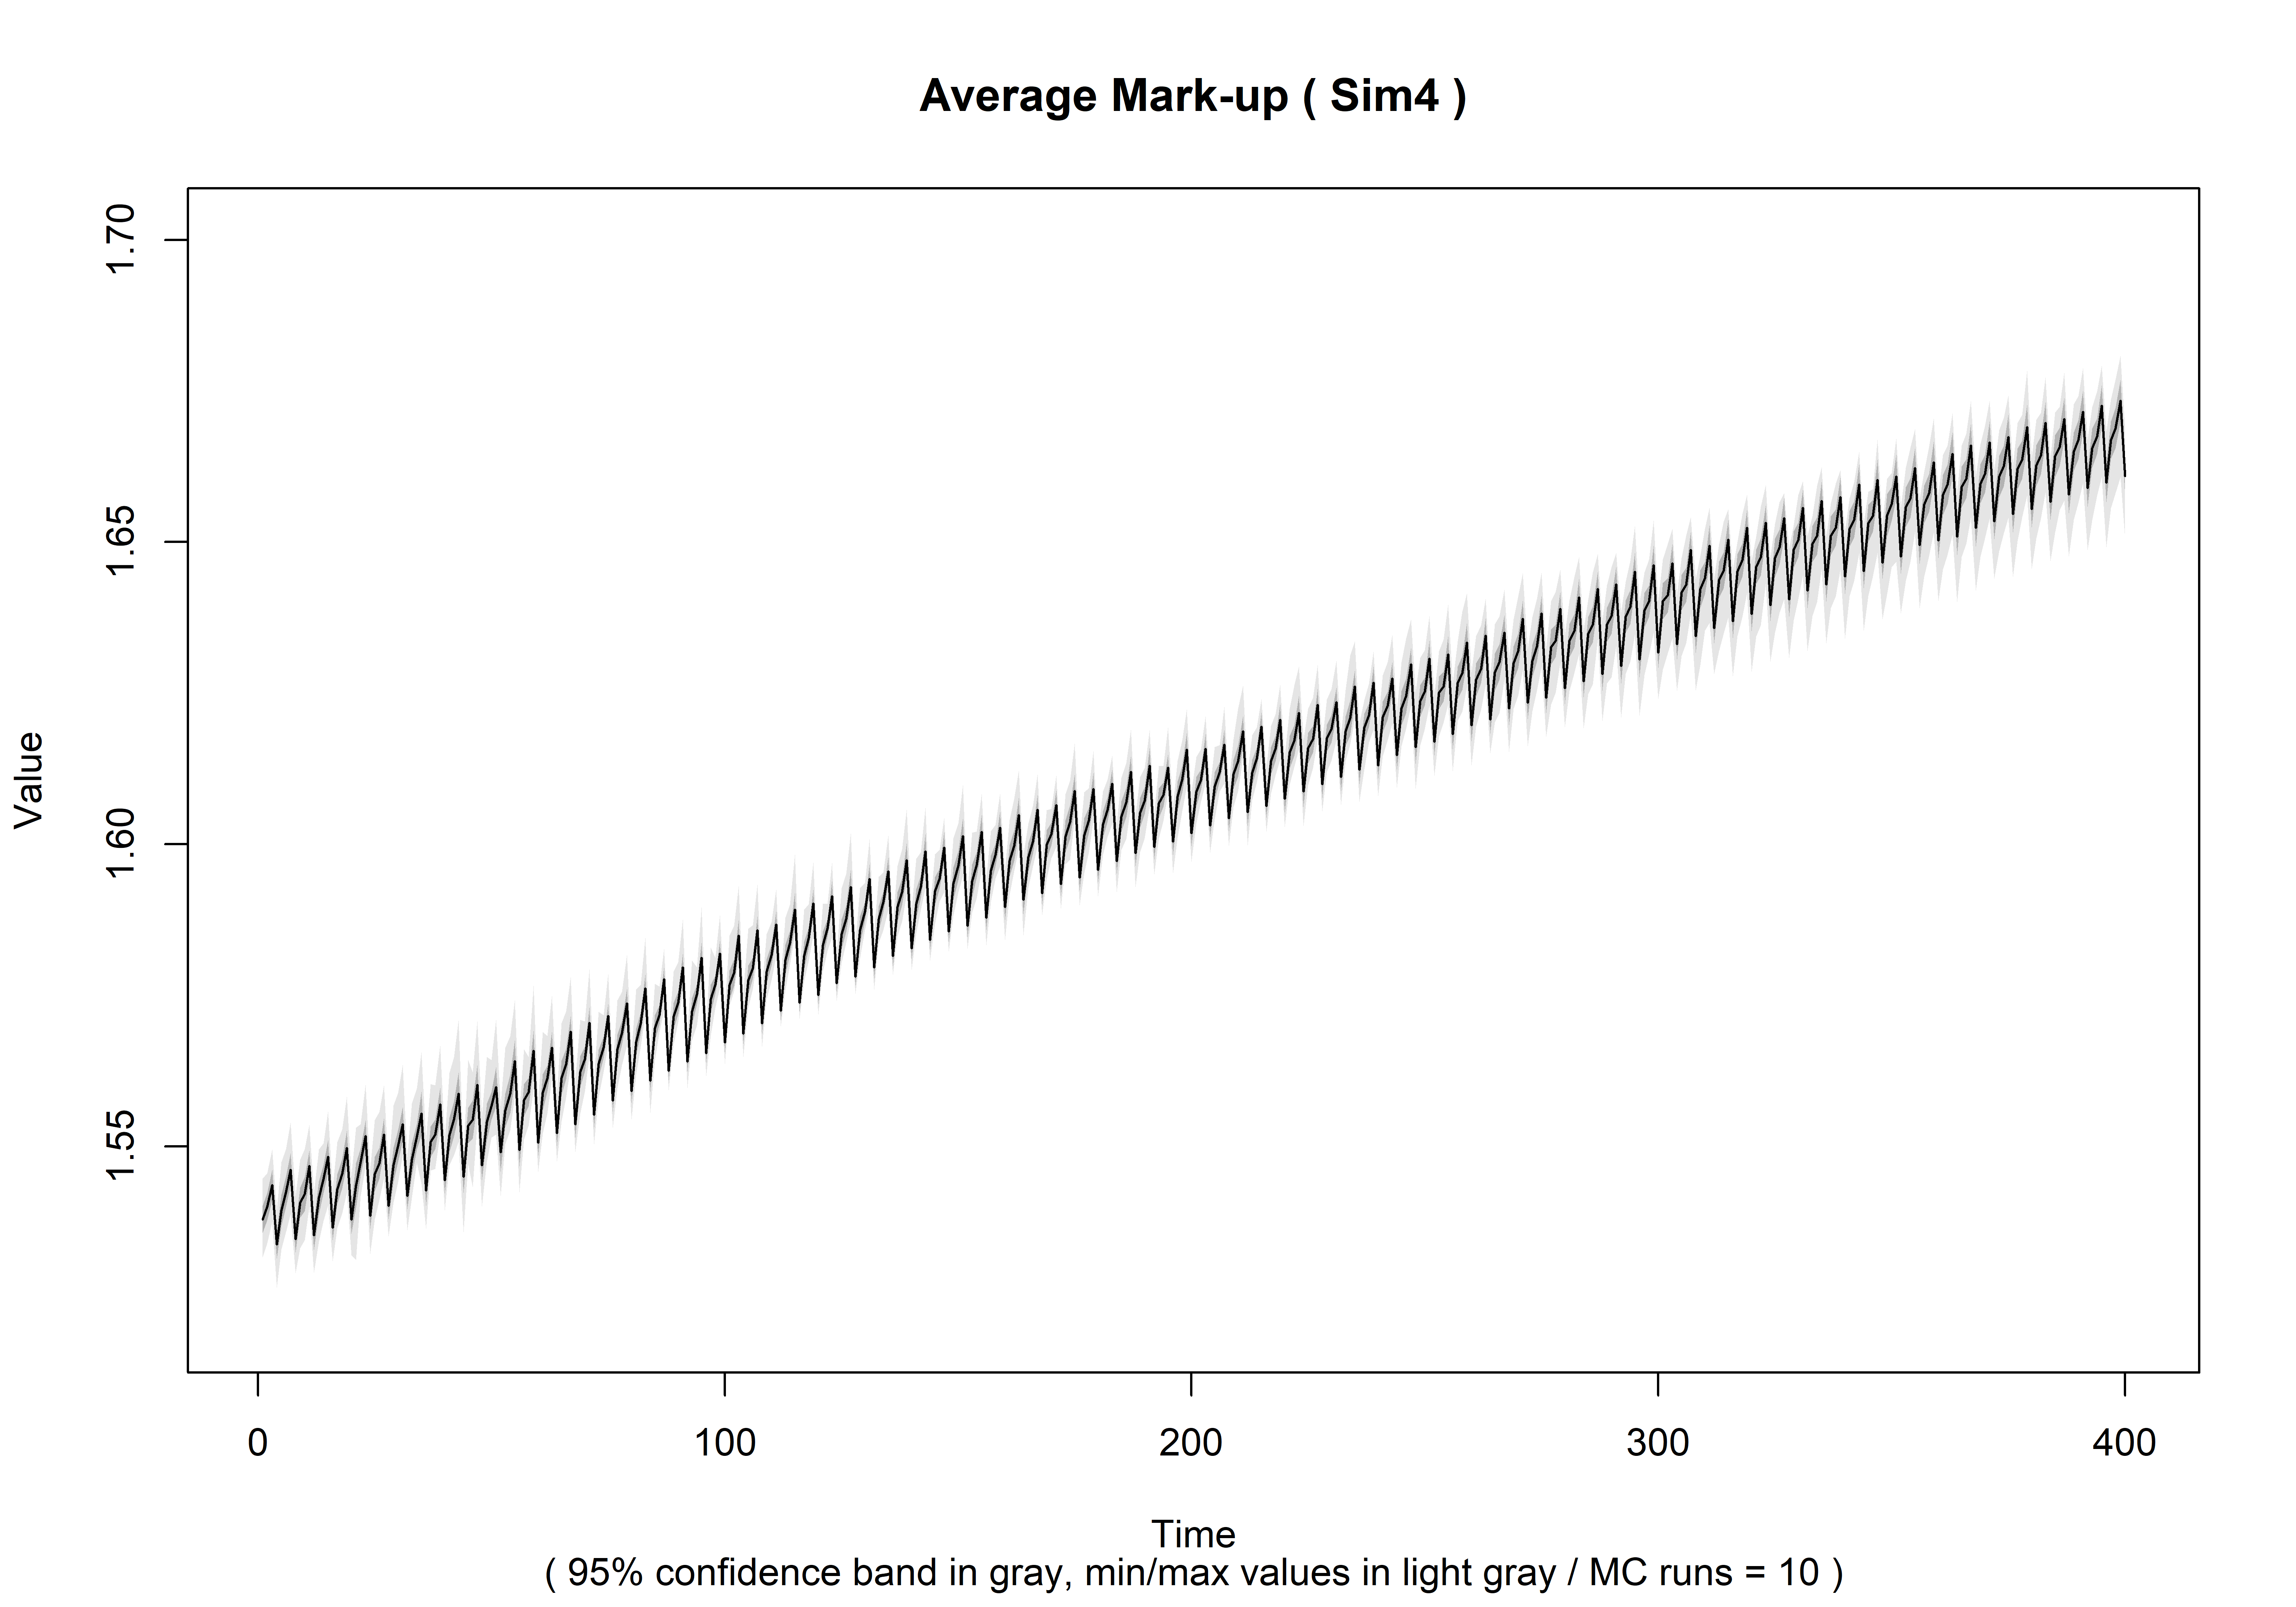 Average Mark-up ( Sim4 )
Value
1.70
1.65
1.60
1.55
0 100 200 300 400
Time
( 95% confidence band in gray, min/max values in light gray / MC runs = 10 )